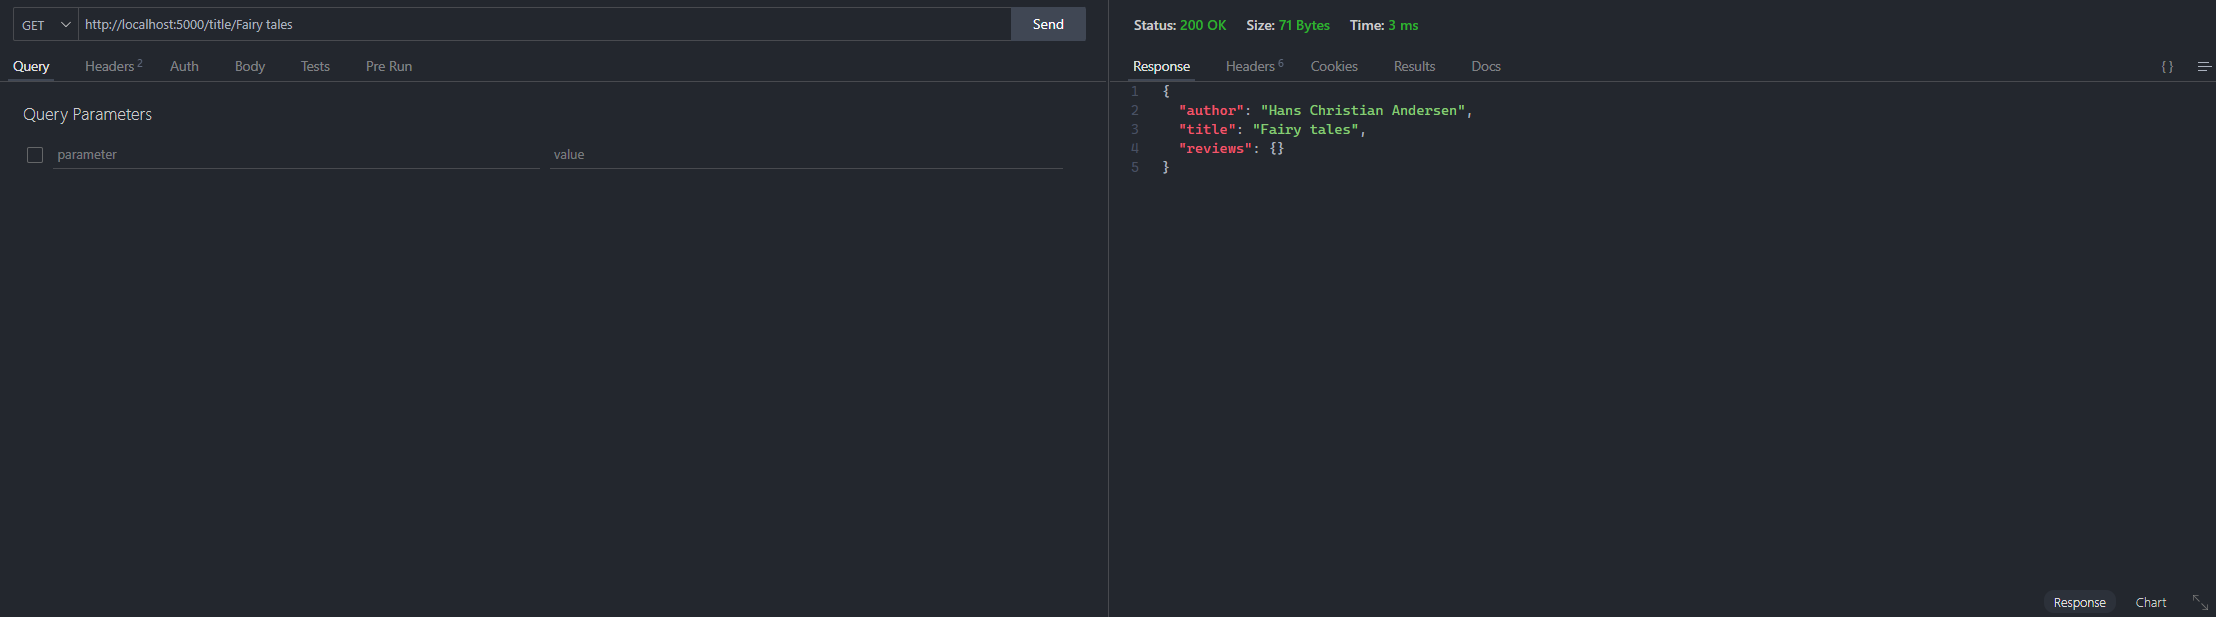 GET http://localhost:5000/title/Fairy tales Send
Query Headers 2 Auth Body Tests Pre Run
Query Parameters
parameter value
Status: 200 OK Size: 71 Bytes Time: 3 ms
Response Headers 6 Cookies Results Docs { }
1 {
2 "author": "Hans Christian Andersen",
3 "title": "Fairy tales",
4 "reviews": {}
5 }
Response Chart